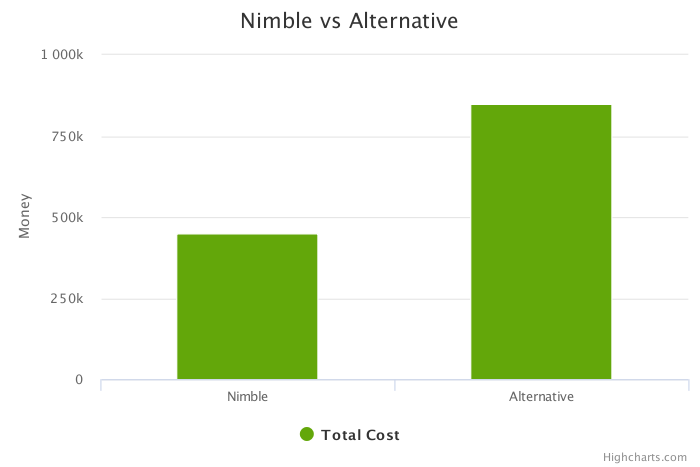 Nimble vs Alternative
1 000k
750k
500k
250k
0
Money
Nimble
Alternative
Total Cost
Highcharts.com